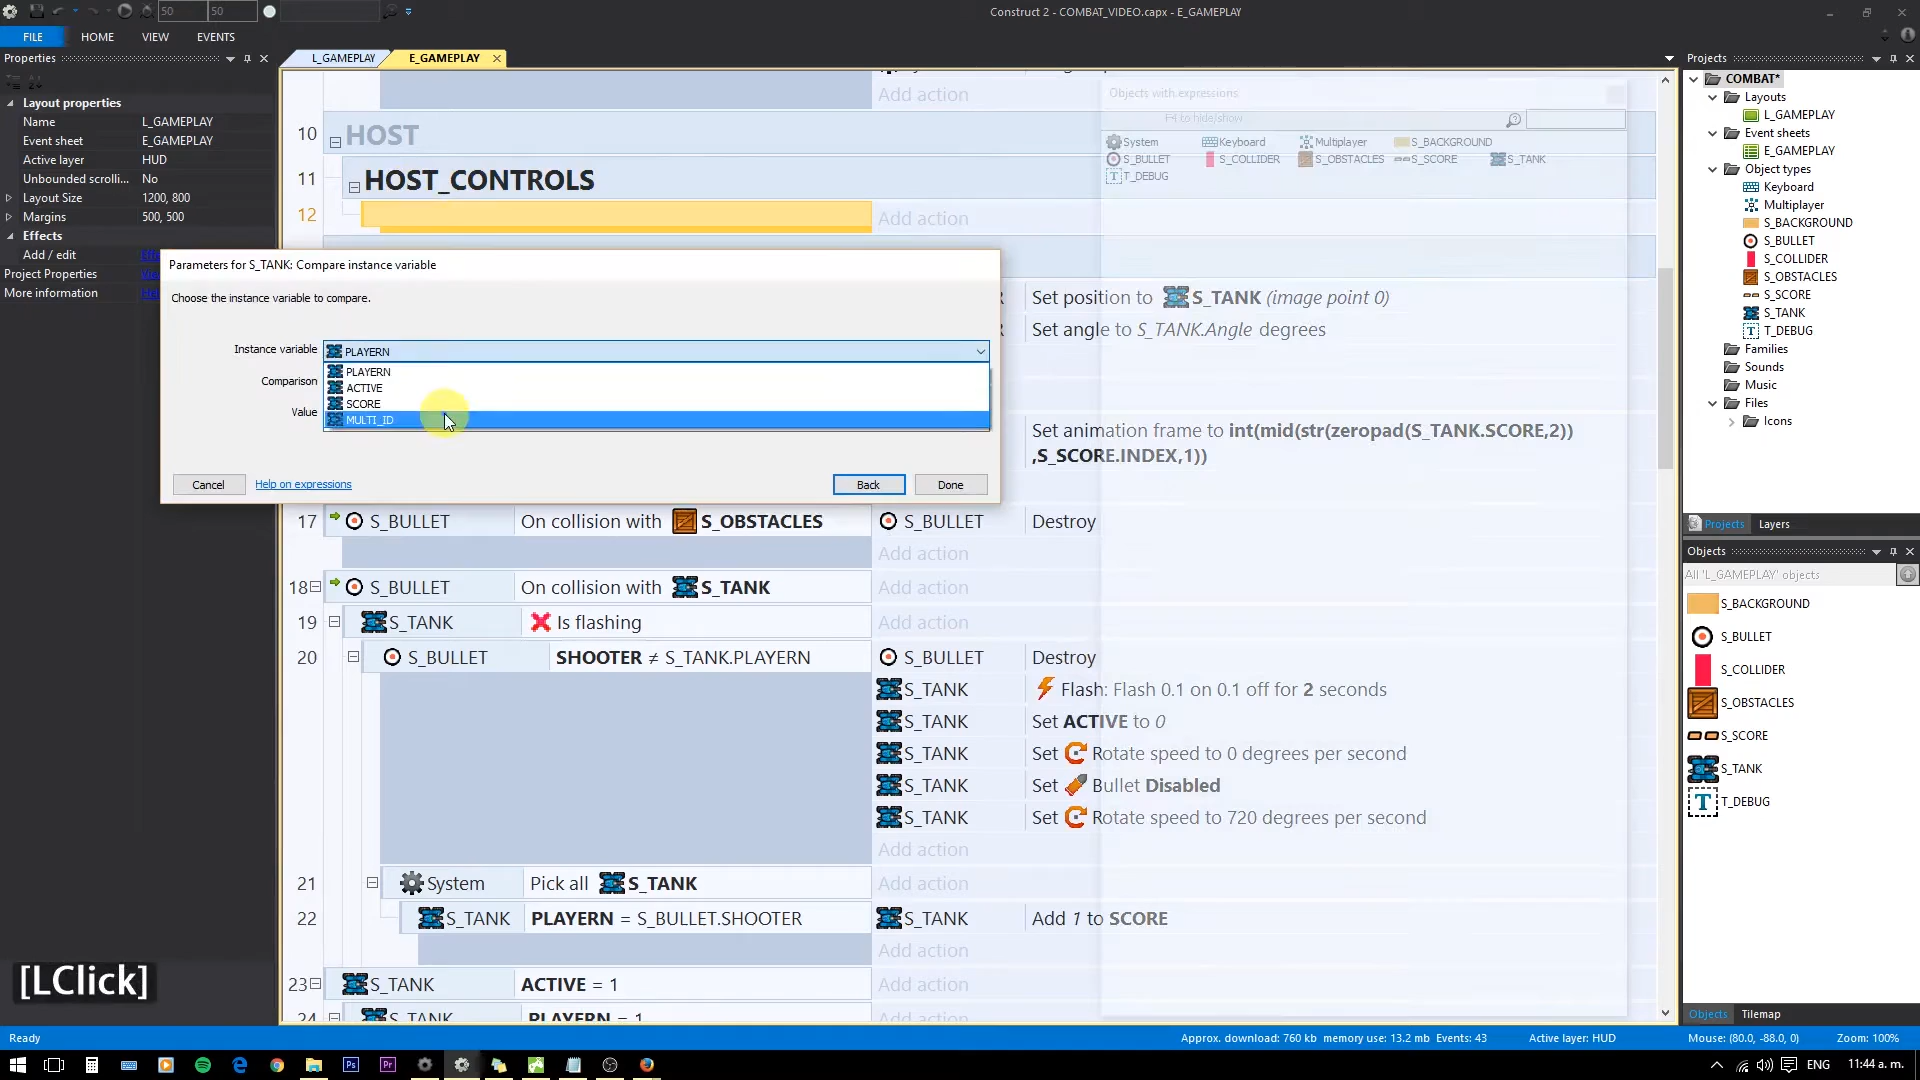 50 50
Construct 2 - COMBAT_VIDEO.capx - E_GAMEPLAY
FILE HOME VIEW EVENTS
Properties
Layout properties
Name L_GAMEPLAY
Event sheet E_GAMEPLAY
Active layer HUD
Unbounded scrolli... No
Layout Size 1200, 800
Margins 500, 500
Effects
Add / edit
Project Properties
More information
L_GAMEPLAY E_GAMEPLAY
Add action
10 HOST
11 HOST_CONTROLS
12 Add action
Objects with expressions
F4 to hide/show
System Keyboard Multiplayer S_BACKGROUND
S_BULLET S_COLLIDER S_OBSTACLES S_SCORE S_TANK
T_DEBUG
Parameters for S_TANK: Compare instance variable
Choose the instance variable to compare.
Instance variable PLAYERN
Comparison
Value
PLAYERN
ACTIVE
SCORE
MULTI_ID
Cancel Help on expressions Back Done
R Set position to S_TANK (image point 0)
R Set angle to S_TANK.Angle degrees
Set animation frame to int(mid(str(zeropad(S_TANK.SCORE,2))
,S_SCORE.INDEX,1))
17 S_BULLET On collision with S_OBSTACLES S_BULLET Destroy
Add action
18 S_BULLET On collision with S_TANK Add action
19 S_TANK Is flashing Add action
20 S_BULLET SHOOTER ≠ S_TANK.PLAYERN S_BULLET Destroy
S_TANK Flash: Flash 0.1 on 0.1 off for 2 seconds
S_TANK Set ACTIVE to 0
S_TANK Set Rotate speed to 0 degrees per second
S_TANK Set Bullet Disabled
S_TANK Set Rotate speed to 720 degrees per second
Add action
21 System Pick all S_TANK Add action
22 S_TANK PLAYERN = S_BULLET.SHOOTER S_TANK Add 1 to SCORE
Add action
23 S_TANK ACTIVE = 1 Add action
24 S_TANK PLAYERN = 1 Add action
[LClick]
Projects
COMBAT*
Layouts
L_GAMEPLAY
Event sheets
E_GAMEPLAY
Object types
Keyboard
Multiplayer
S_BACKGROUND
S_BULLET
S_COLLIDER
S_OBSTACLES
S_SCORE
S_TANK
T_DEBUG
Families
Sounds
Music
Files
Icons
Projects Layers
Objects
All 'L_GAMEPLAY' objects
S_BACKGROUND
S_BULLET
S_COLLIDER
S_OBSTACLES
S_SCORE
S_TANK
T_DEBUG
Objects Tilemap
Ready Approx. download: 760 kb memory use: 13.2 mb Events: 43 Active layer: HUD Mouse: (80.0, -88.0, 0) Zoom: 100%
Ps Pr ENG 11:44 a. m.